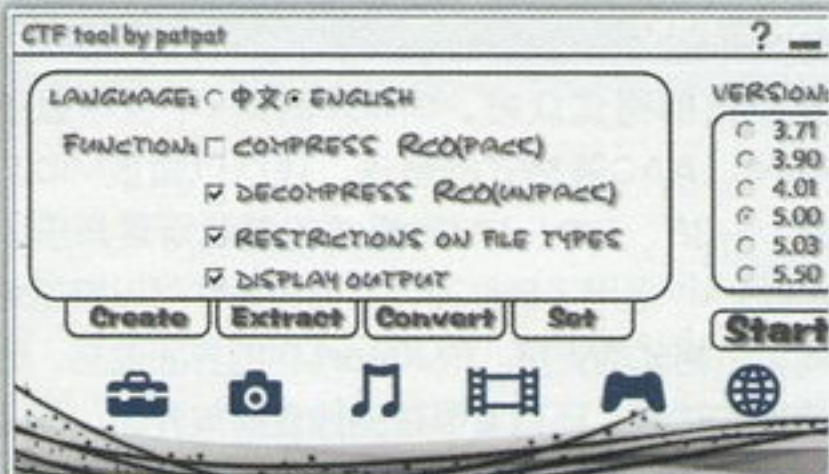 CTF tool by patpat
? _
LANGUAGE: 中文 ENGLISH
FUNCTION: COMPRESS RCO(PACK)
DECOMPRESS RCO(UNPACK)
RESTRICTIONS ON FILE TYPES
DISPLAY OUTPUT
VERSION:
3.71
3.90
4.01
5.00
5.03
5.50
Create Extract Convert Set
Start